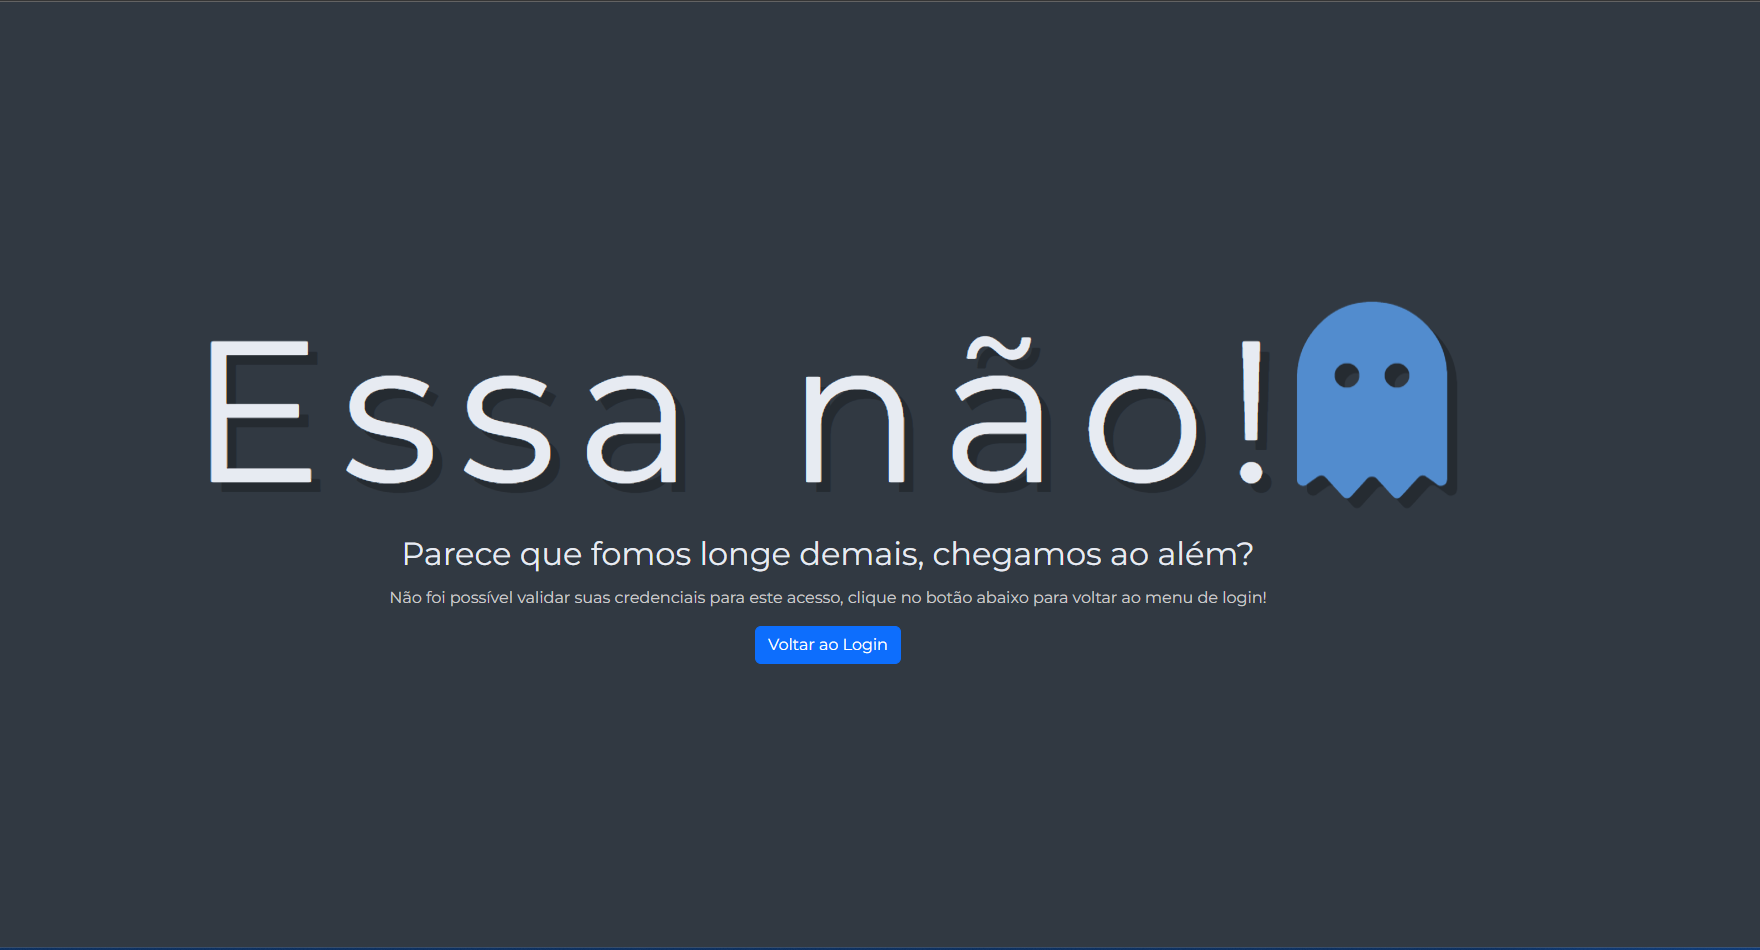 Essa não!
Parece que fomos longe demais, chegamos ao além?
Não foi possível validar suas credenciais para este acesso, clique no botão abaixo para voltar ao menu de login!
Voltar ao Login